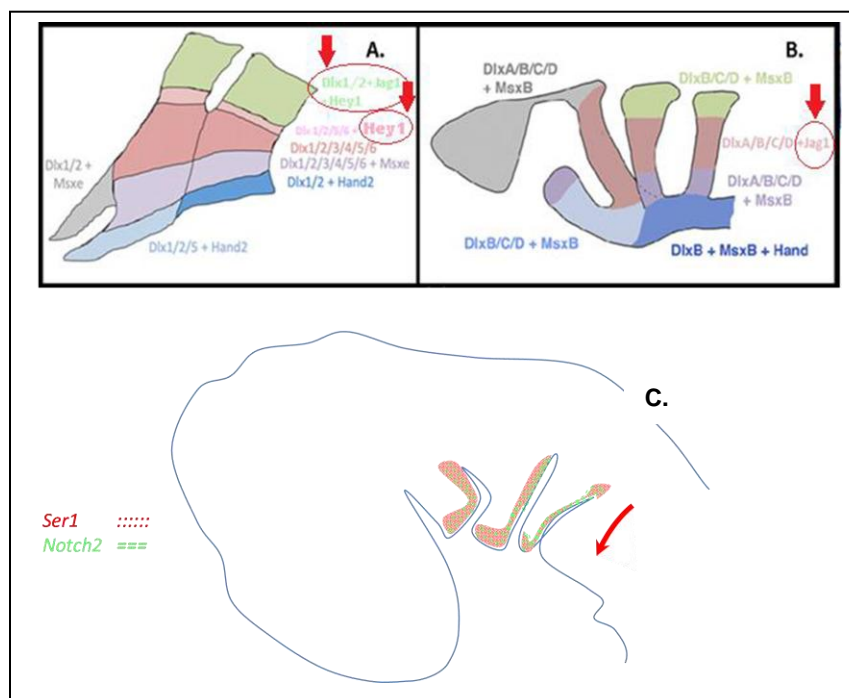 A.
Dlx1/2+Jag1
+Hey1
Dlx1/2/5/6 + Hey1
Dlx1/2/3/4/5/6
Dlx1/2/3/4/5/6 + Msxe
Dlx1/2 + Hand2
Dlx1/2 +
Msxe
Dlx1/2/5 + Hand2
B.
DlxA/B/C/D
+ MsxB
DlxB/C/D + MsxB
DlxA/B/C/D +Jag1
DlxA/B/C/D
+ MsxB
DlxB/C/D + MsxB
DlxB + MsxB + Hand
C.
Ser1 ::::::
Notch2 ===